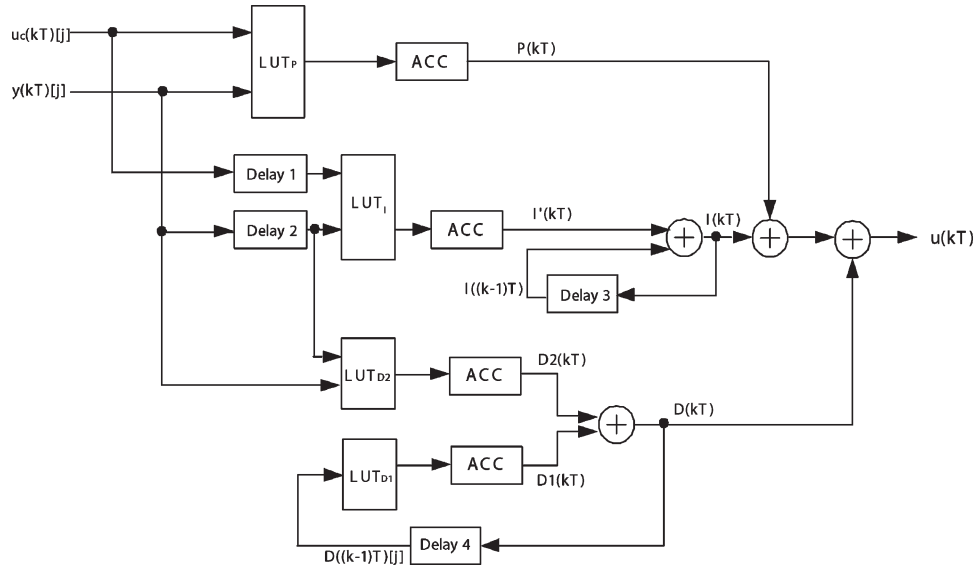 uc(kT)[j]
y(kT)[j]
LUTP
ACC
P(kT)
Delay 1
Delay 2
LUTI
ACC
I'(kT)
I(kT)
u(kT)
I((k-1)T)
Delay 3
LUTD2
ACC
D2(kT)
D(kT)
LUTD1
ACC
D1(kT)
D((k-1)T)[j]
Delay 4